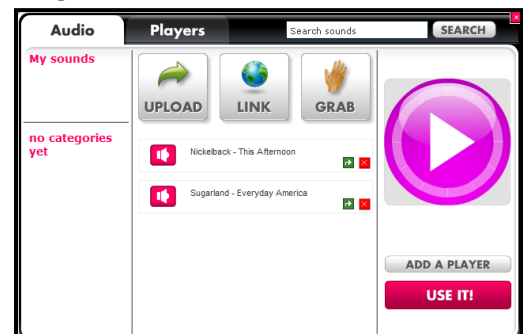 Audio
Players
Search sounds
SEARCH
My sounds
no categories
yet
UPLOAD
LINK
GRAB
Nickelback - This Afternoon
Sugarland - Everyday America
ADD A PLAYER
USE IT!